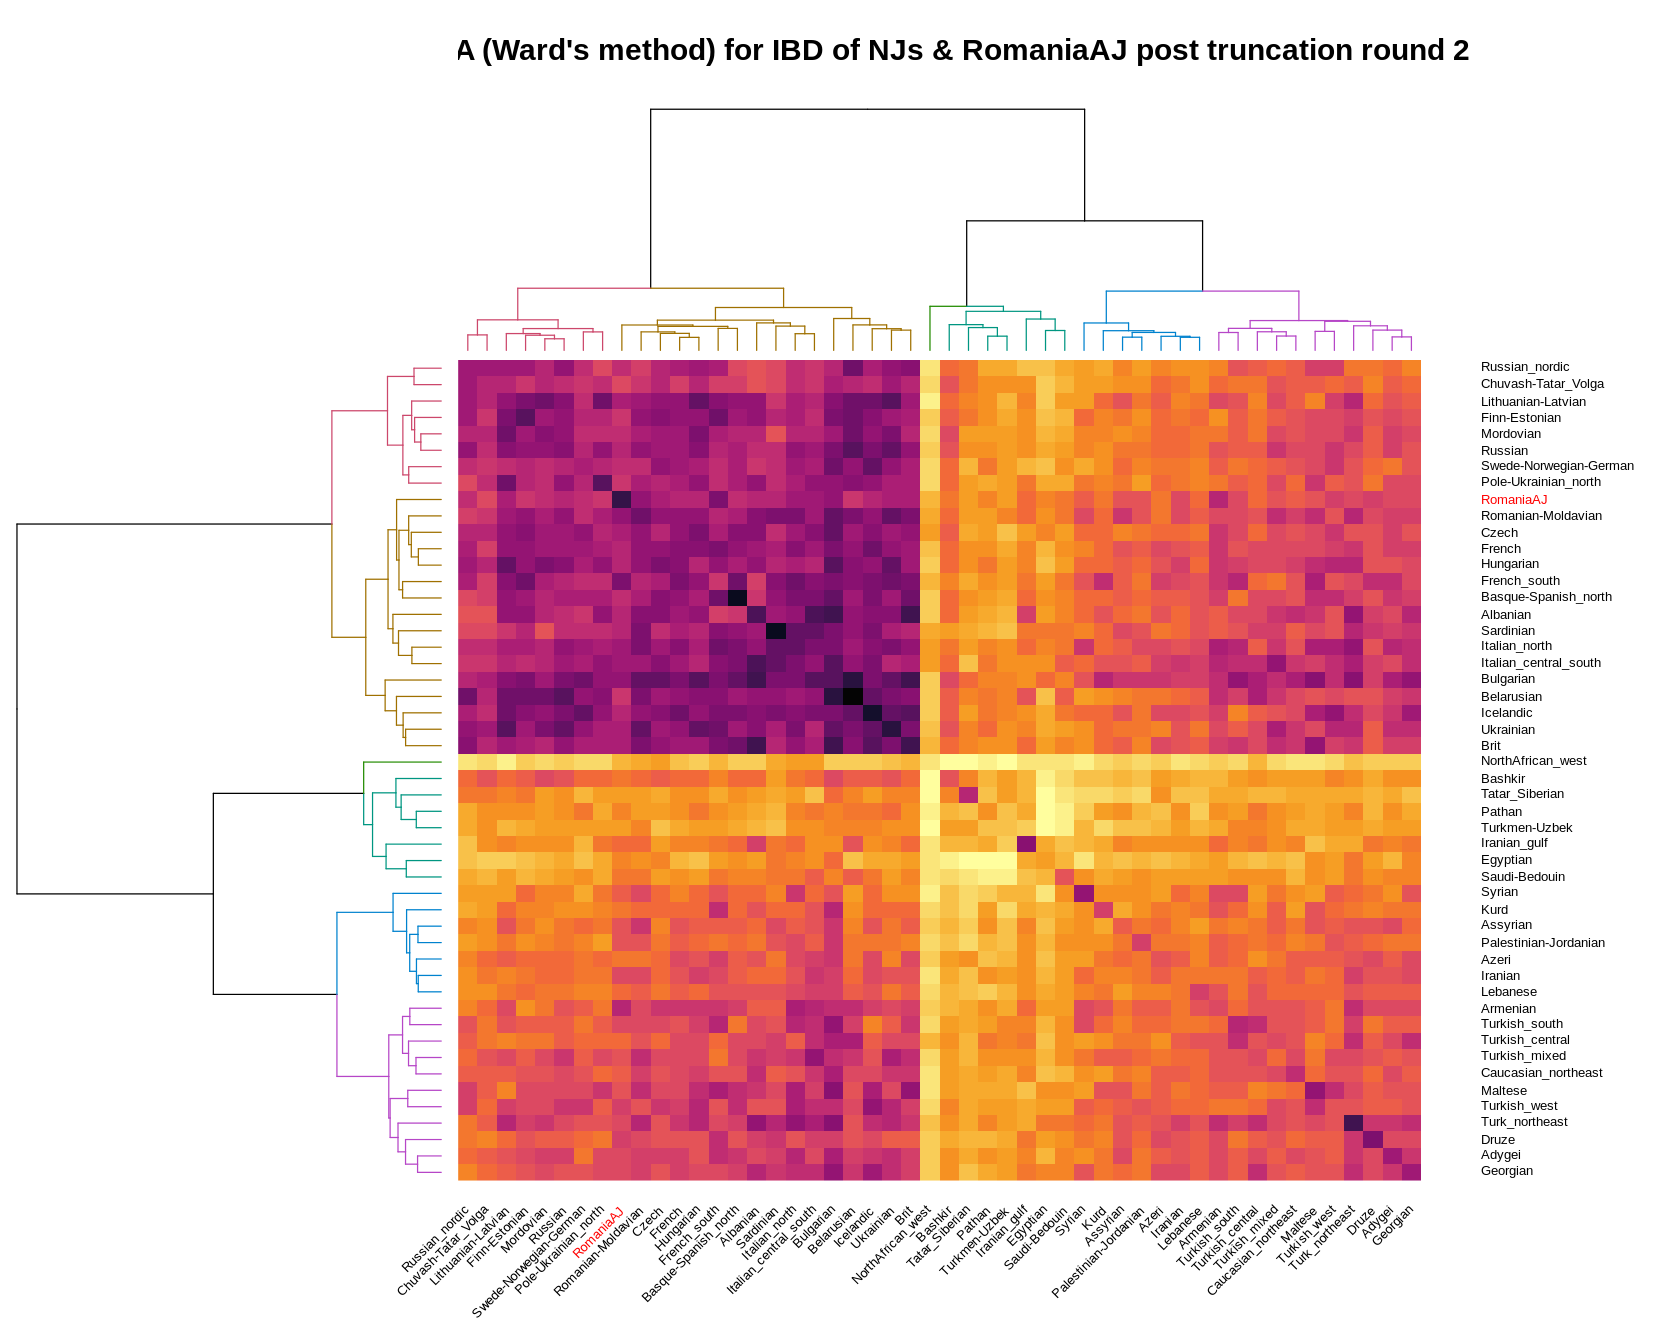 A (Ward's method) for IBD of NJs & RomaniaAJ post truncation round 2
Russian_nordic
Chuvash-Tatar_Volga
Lithuanian-Latvian
Finn-Estonian
Mordovian
Russian
Swede-Norwegian-German
Pole-Ukrainian_north
RomaniaAJ
Romanian-Moldavian
Czech
French
Hungarian
French_south
Basque-Spanish_north
Albanian
Sardinian
Italian_north
Italian_central_south
Bulgarian
Belarusian
Icelandic
Ukrainian
Brit
NorthAfrican_west
Bashkir
Tatar_Siberian
Pathan
Turkmen-Uzbek
Iranian_gulf
Egyptian
Saudi-Bedouin
Syrian
Kurd
Assyrian
Palestinian-Jordanian
Azeri
Iranian
Lebanese
Armenian
Turkish_south
Turkish_central
Turkish_mixed
Caucasian_northeast
Maltese
Turkish_west
Turk_northeast
Druze
Adygei
Georgian
Russian_nordic
Chuvash-Tatar_Volga
Lithuanian-Latvian
Finn-Estonian
Mordovian
Russian
Swede-Norwegian-German
Pole-Ukrainian_north
RomaniaAJ
Romanian-Moldavian
Czech
French
Hungarian
French_south
Basque-Spanish_north
Albanian
Sardinian
Italian_north
Italian_central_south
Bulgarian
Belarusian
Icelandic
Ukrainian
Brit
NorthAfrican_west
Bashkir
Tatar_Siberian
Pathan
Turkmen-Uzbek
Iranian_gulf
Egyptian
Saudi-Bedouin
Syrian
Kurd
Assyrian
Palestinian-Jordanian
Azeri
Iranian
Lebanese
Armenian
Turkish_south
Turkish_central
Turkish_mixed
Caucasian_northeast
Maltese
Turkish_west
Turk_northeast
Druze
Adygei
Georgian